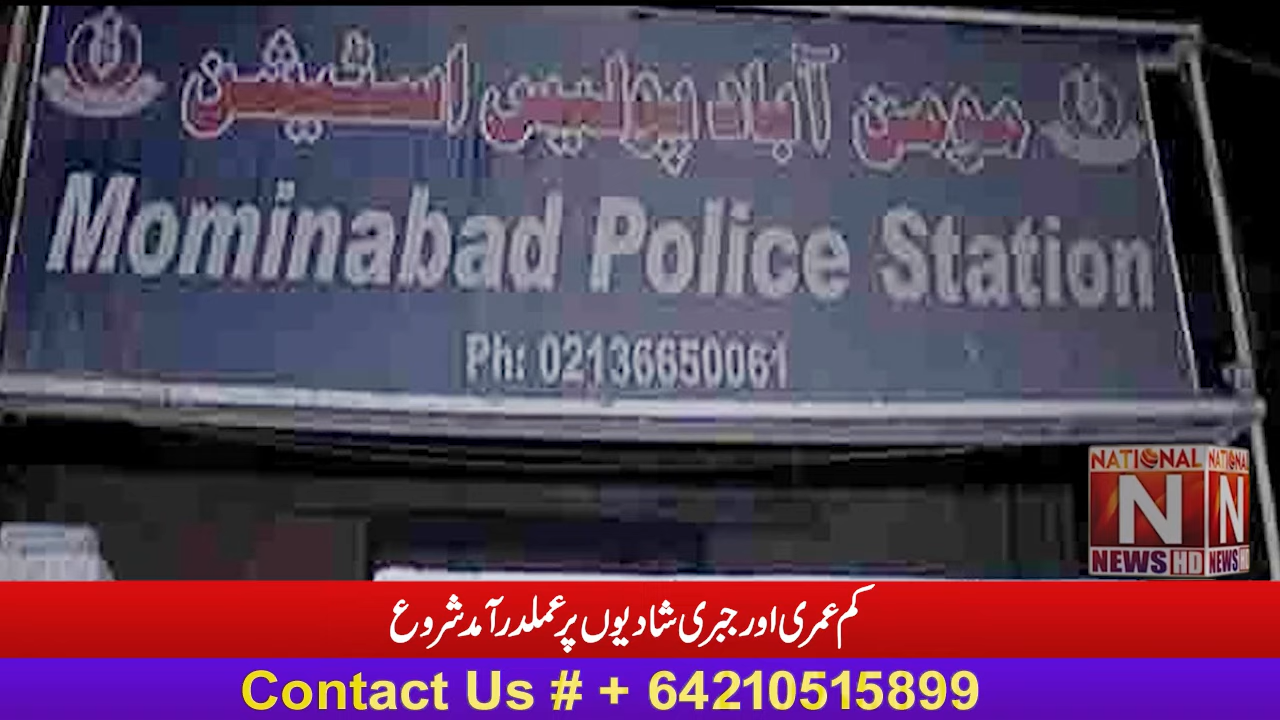 مومن آباد پولیس اسٹیشن
Mominabad Police Station
Ph: 02136650061
NATIONAL NATIONAL
N N
NEWS HD NEWS HD
کم عمری اور جبری شادیوں پر عملدرآمد شروع
Contact Us # + 64210515899